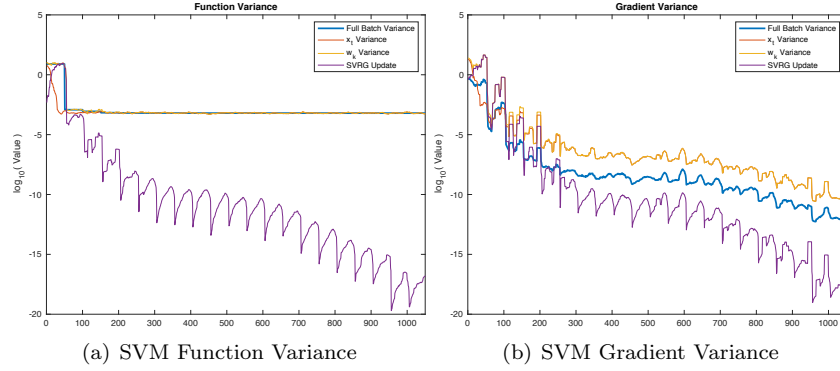 Function Variance
Full Batch Variance
x_t Variance
w_k Variance
SVRG Update
log10( Value )
5
0
-5
-10
-15
-20
0 100 200 300 400 500 600 700 800 900 1000
(a) SVM Function Variance
Gradient Variance
Full Batch Variance
x_t Variance
w_k Variance
SVRG Update
log10( Value )
5
0
-5
-10
-15
-20
0 100 200 300 400 500 600 700 800 900 1000
(b) SVM Gradient Variance